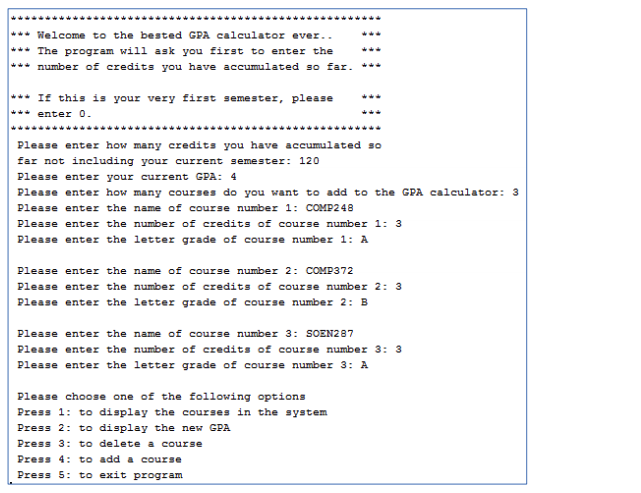 *******************************************************
*** Welcome to the bested GPA calculator ever.. ***
*** The program will ask you first to enter the ***
*** number of credits you have accumulated so far. ***
*** If this is your very first semester, please ***
*** enter 0. ***
*******************************************************
Please enter how many credits you have accumulated so
far not including your current semester: 120
Please enter your current GPA: 4
Please enter how many courses do you want to add to the GPA calculator: 3
Please enter the name of course number 1: COMP248
Please enter the number of credits of course number 1: 3
Please enter the letter grade of course number 1: A
Please enter the name of course number 2: COMP372
Please enter the number of credits of course number 2: 3
Please enter the letter grade of course number 2: B
Please enter the name of course number 3: SOEN287
Please enter the number of credits of course number 3: 3
Please enter the letter grade of course number 3: A
Please choose one of the following options
Press 1: to display the courses in the system
Press 2: to display the new GPA
Press 3: to delete a course
Press 4: to add a course
Press 5: to exit program